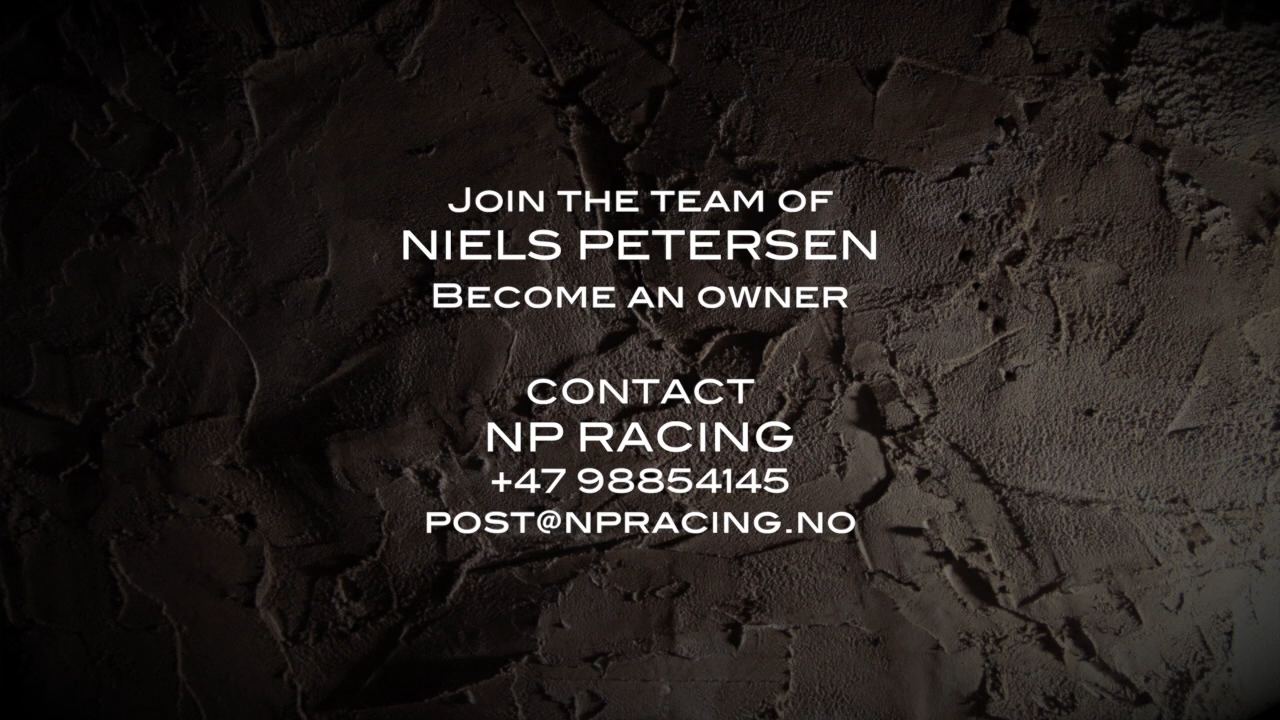 Join the team of
NIELS PETERSEN
Become an owner
CONTACT
NP RACING
+47 98854145
POST@NPRACING.NO